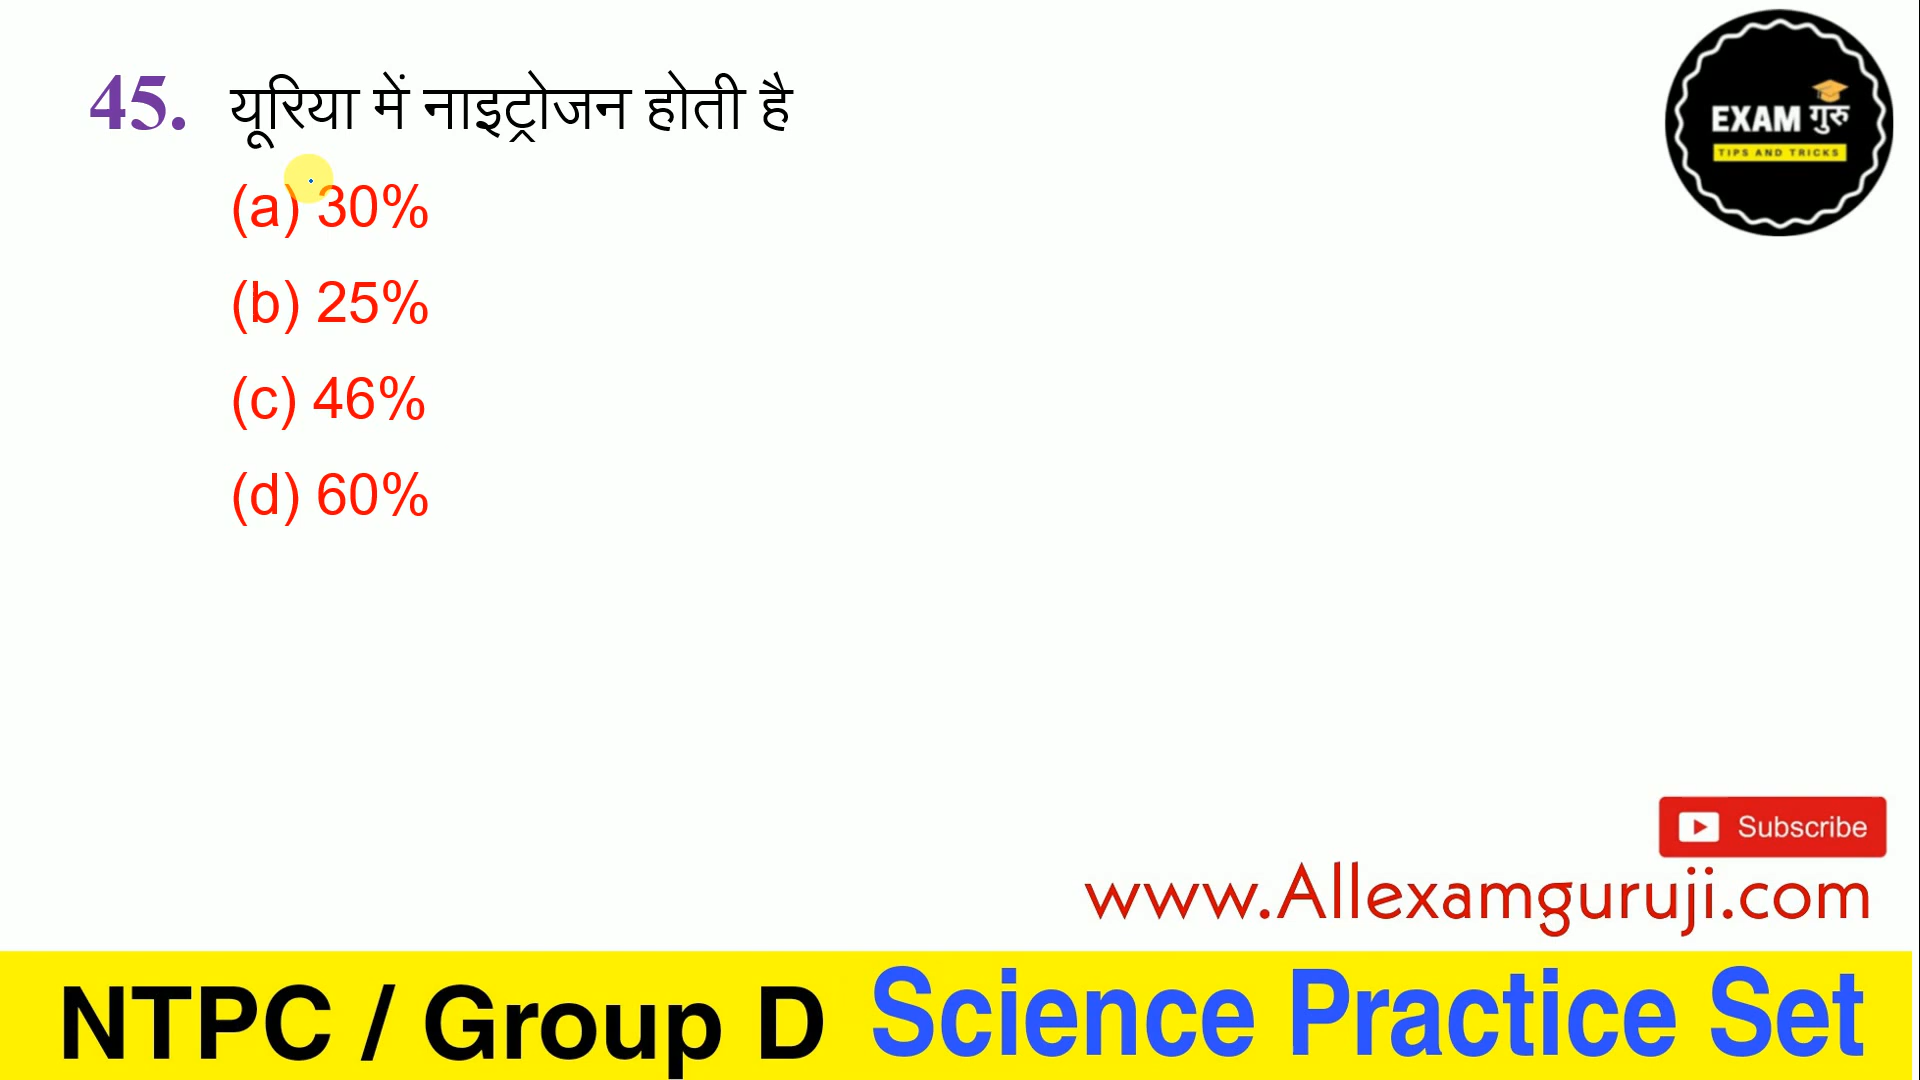 45. यूरिया में नाइट्रोजन होती है
(a) 30%
(b) 25%
(c) 46%
(d) 60%
EXAM गुरु
TIPS AND TRICKS
Subscribe
www.Allexamguruji.com
NTPC / Group D Science Practice Set